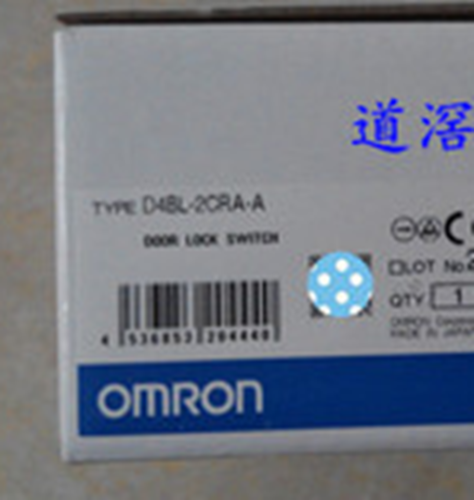 道滘
TYPE D4BL-2CRA-A
DOOR LOCK SWITCH
LOT No.2
QTY 1
4 536853 204440
MADE IN JAPAN
OMRON